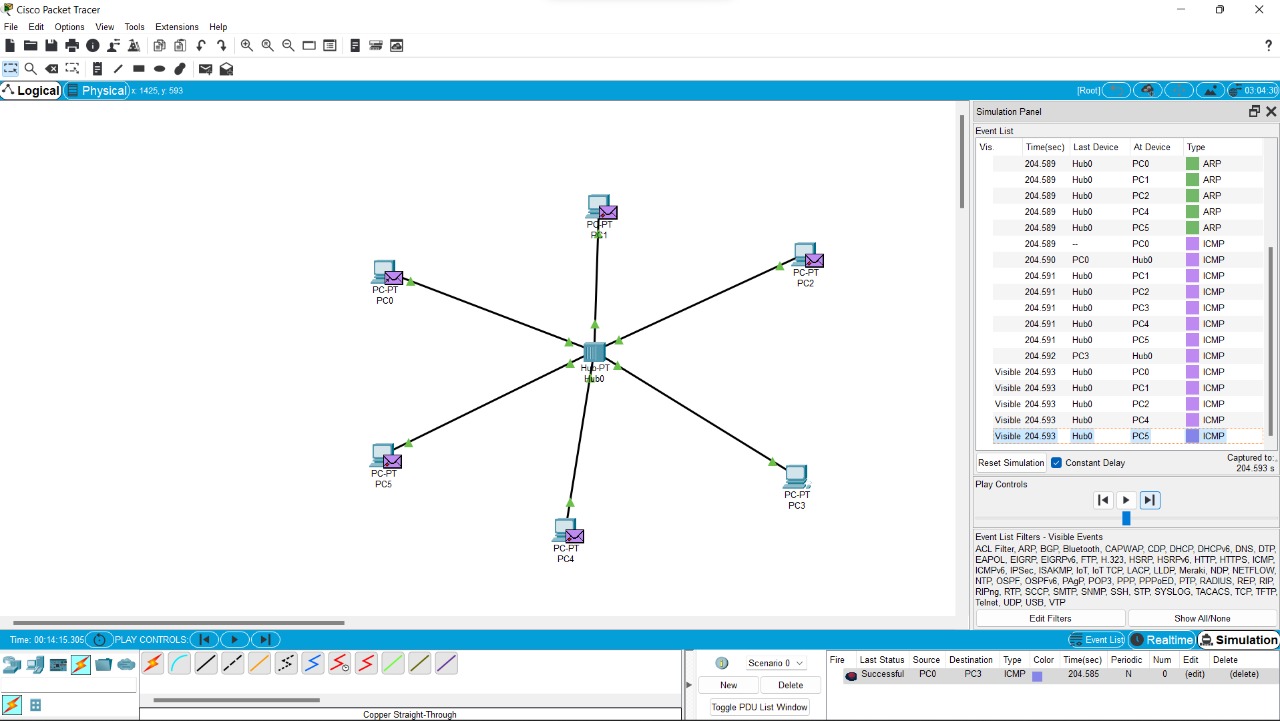 Cisco Packet Tracer
File Edit Options View Tools Extensions Help
?
Logical Physical x: 1425, y: 593 [Root] 03:04:30
Simulation Panel
Event List
Vis. Time(sec) Last Device At Device Type
204.589 Hub0 PC0 ARP
204.589 Hub0 PC1 ARP
204.589 Hub0 PC2 ARP
204.589 Hub0 PC4 ARP
204.589 Hub0 PC5 ARP
204.589 -- PC0 ICMP
204.590 PC0 Hub0 ICMP
204.591 Hub0 PC1 ICMP
204.591 Hub0 PC2 ICMP
204.591 Hub0 PC3 ICMP
204.591 Hub0 PC4 ICMP
204.591 Hub0 PC5 ICMP
204.592 PC3 Hub0 ICMP
Visible 204.593 Hub0 PC0 ICMP
Visible 204.593 Hub0 PC1 ICMP
Visible 204.593 Hub0 PC2 ICMP
Visible 204.593 Hub0 PC4 ICMP
Visible 204.593 Hub0 PC5 ICMP
Reset Simulation Constant Delay Captured to:
204.593 s
Play Controls
Event List Filters - Visible Events
ACL Filter, ARP, BGP, Bluetooth, CAPWAP, CDP, DHCP, DHCPv6, DNS, DTP,
EAPOL, EIGRP, EIGRPv6, FTP, H.323, HSRP, HSRPv6, HTTP, HTTPS, ICMP,
ICMPv6, IPSec, ISAKMP, IoT, IoT TCP, LACP, LLDP, Meraki, NDP, NETFLOW,
NTP, OSPF, OSPFv6, PAgP, POP3, PPP, PPPoED, PTP, RADIUS, REP, RIP,
RIPng, RTP, SCCP, SMTP, SNMP, SSH, STP, SYSLOG, TACACS, TCP, TFTP,
Telnet, UDP, USB, VTP
Edit Filters Show All/None
PC-PT
PC1
PC-PT
PC2
PC-PT
PC0
Hub-PT
Hub0
PC-PT
PC5
PC-PT
PC3
PC-PT
PC4
Time: 00:14:15.305 PLAY CONTROLS: Event List Realtime Simulation
Scenario 0
New Delete
Toggle PDU List Window
Fire Last Status Source Destination Type Color Time(sec) Periodic Num Edit Delete
Successful PC0 PC3 ICMP 204.585 N 0 (edit) (delete)
Copper Straight-Through